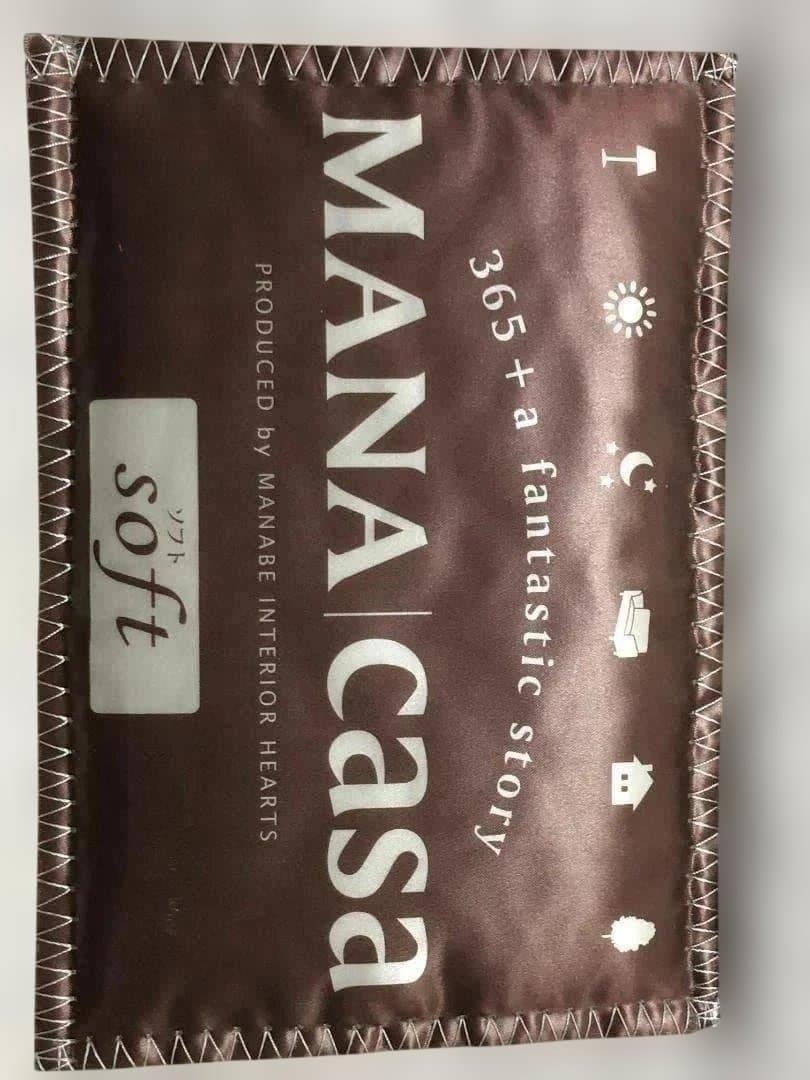 365+a fantastic story
MANA|casa
PRODUCED by MANABE INTERIOR HEARTS
ソフト
soft